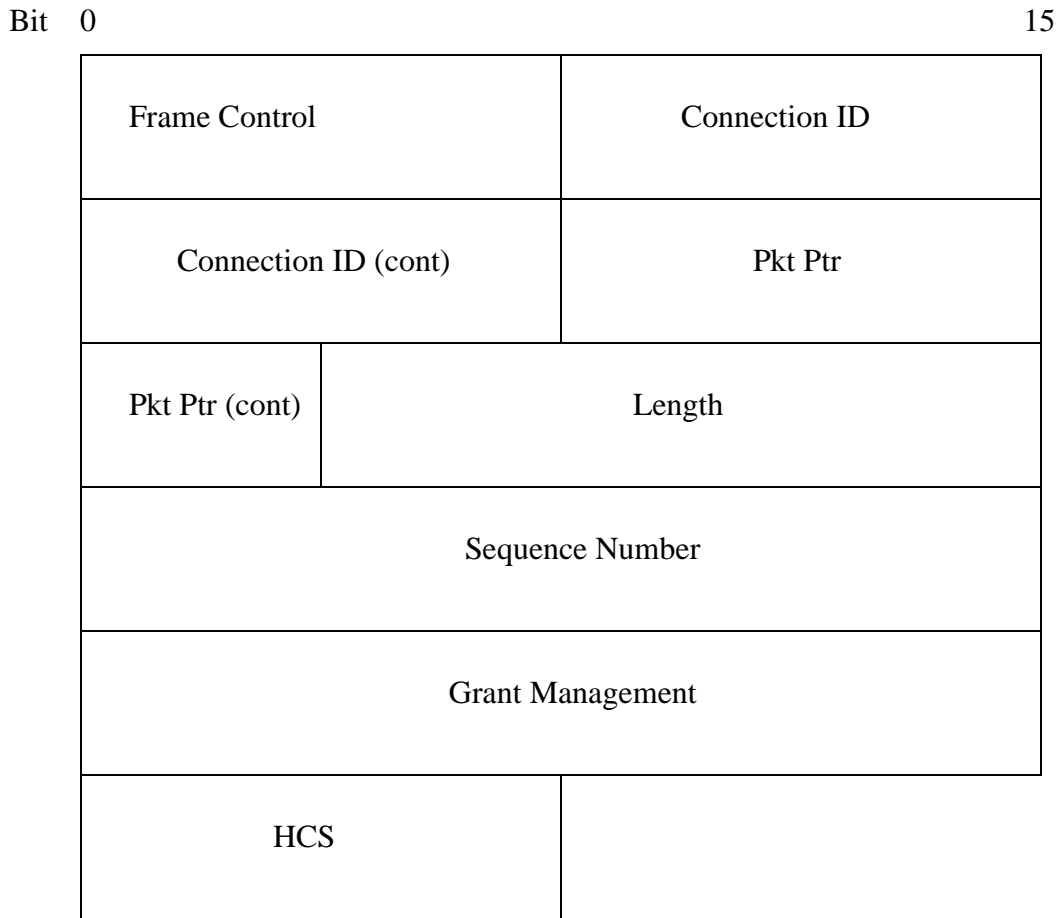 Bit 0 15
Frame Control Connection ID
Connection ID (cont) Pkt Ptr
Pkt Ptr (cont) Length
Sequence Number
Grant Management
HCS